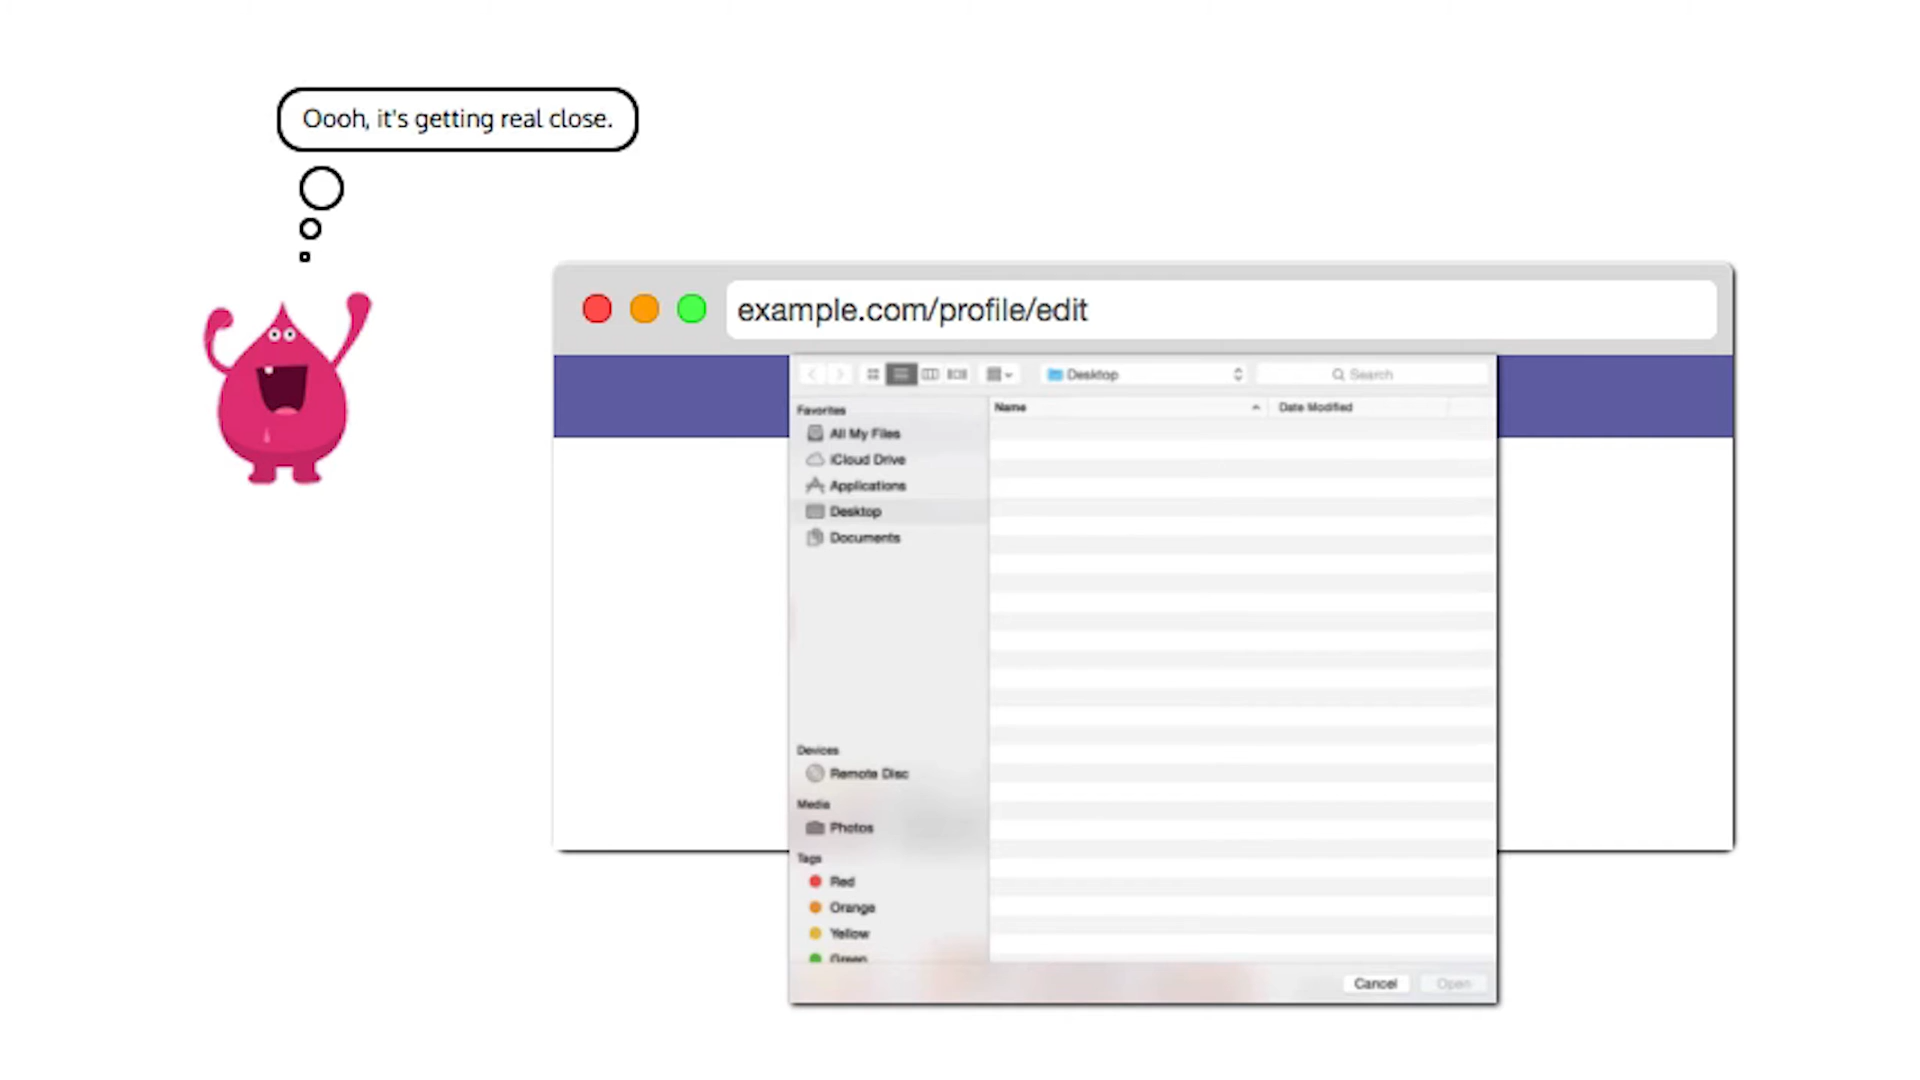 Oooh, it's getting real close.
example.com/profile/edit
Desktop
Search
Favorites
Name
Date Modified
All My Files
iCloud Drive
Applications
Desktop
Documents
Devices
Remote Disc
Media
Photos
Tags
Red
Orange
Yellow
Green
Cancel
Open